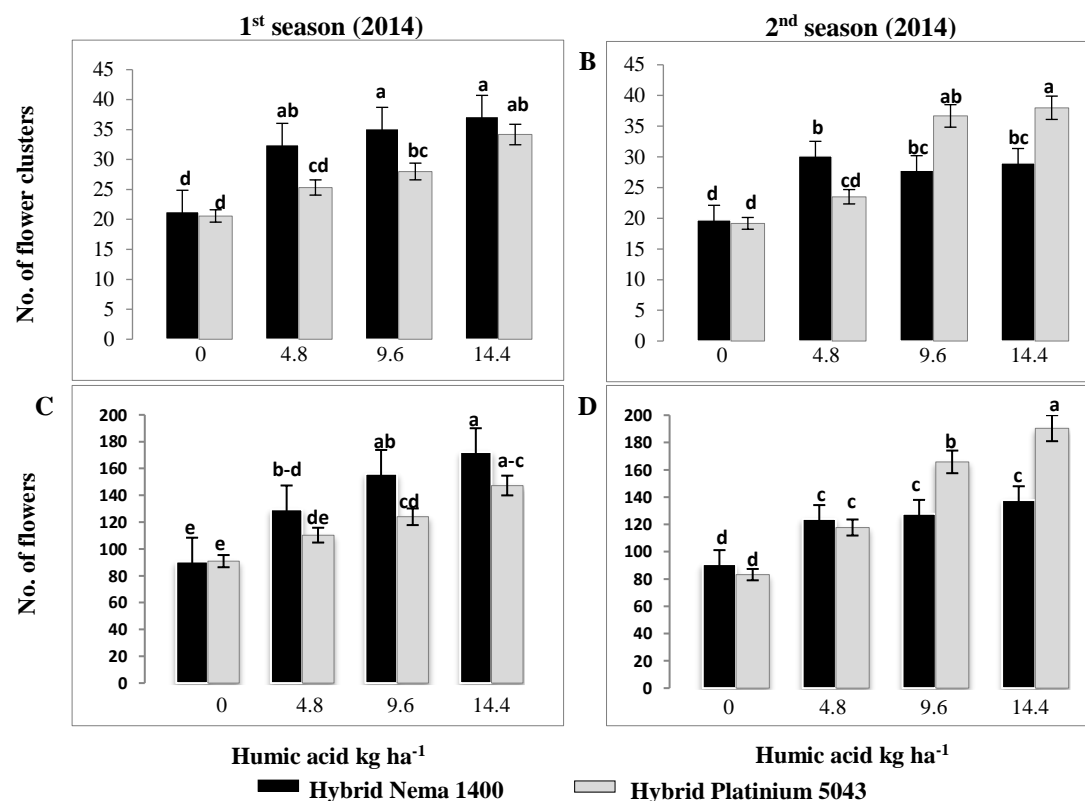 1st season (2014)
2nd season (2014)
No. of flower clusters
45
40
35
30
25
20
15
10
5
0
d
d
ab
cd
a
bc
a
ab
0
4.8
9.6
14.4
B
45
40
35
30
25
20
15
10
5
0
d
d
b
cd
bc
ab
bc
a
0
4.8
9.6
14.4
C
No. of flowers
200
180
160
140
120
100
80
60
40
20
0
e
e
b-d
de
ab
cd
a
a-c
0
4.8
9.6
14.4
D
200
180
160
140
120
100
80
60
40
20
0
d
d
c
c
c
b
c
a
0
4.8
9.6
14.4
Humic acid kg ha-1
Humic acid kg ha-1
Hybrid Nema 1400
Hybrid Platinium 5043